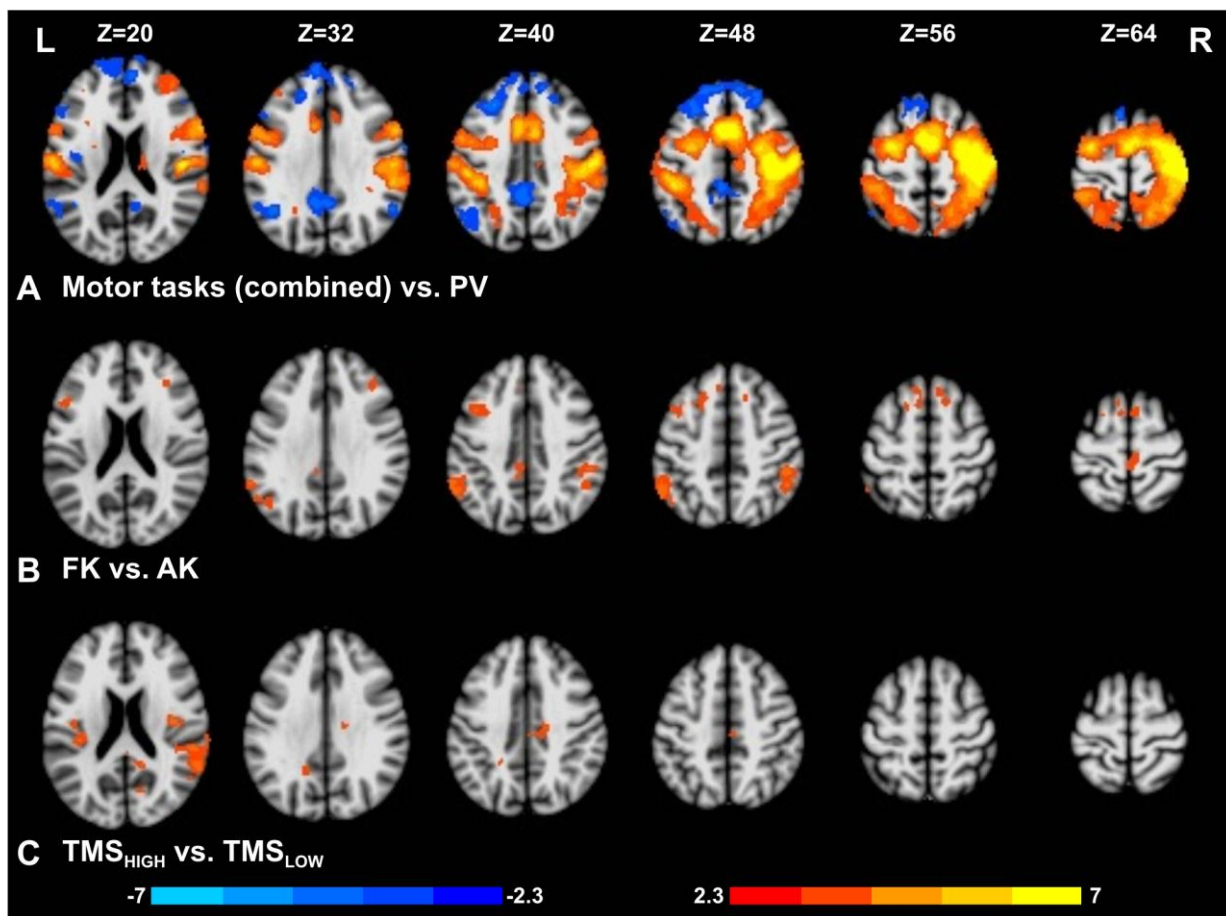 L Z=20 Z=32 Z=40 Z=48 Z=56 Z=64 R
A Motor tasks (combined) vs. PV
B FK vs. AK
C TMSHIGH vs. TMSLOW
-7 -2.3 2.3 7